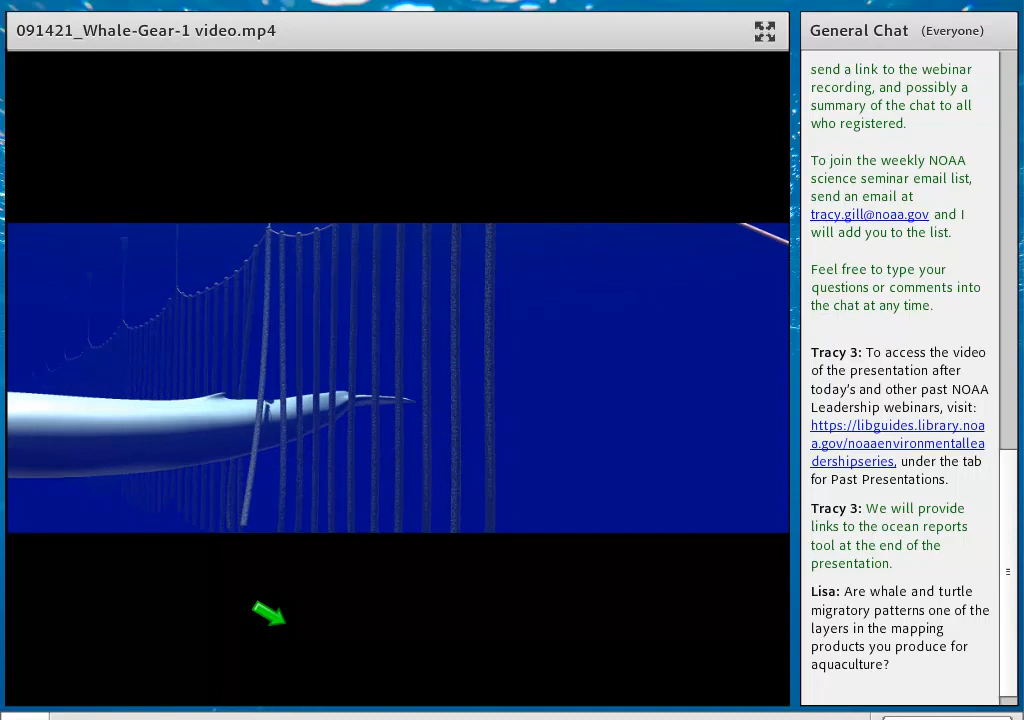 091421_Whale-Gear-1 video.mp4
General Chat (Everyone)
send a link to the webinar
recording, and possibly a
summary of the chat to all
who registered.
To join the weekly NOAA
science seminar email list,
send an email at
tracy.gill@noaa.gov and I
will add you to the list.
Feel free to type your
questions or comments into
the chat at any time.
Tracy 3: To access the video
of the presentation after
today's and other past NOAA
Leadership webinars, visit:
https://libguides.library.noa
a.gov/noaaenvironmentallea
dershipseries, under the tab
for Past Presentations.
Tracy 3: We will provide
links to the ocean reports
tool at the end of the
presentation.
Lisa: Are whale and turtle
migratory patterns one of the
layers in the mapping
products you produce for
aquaculture?